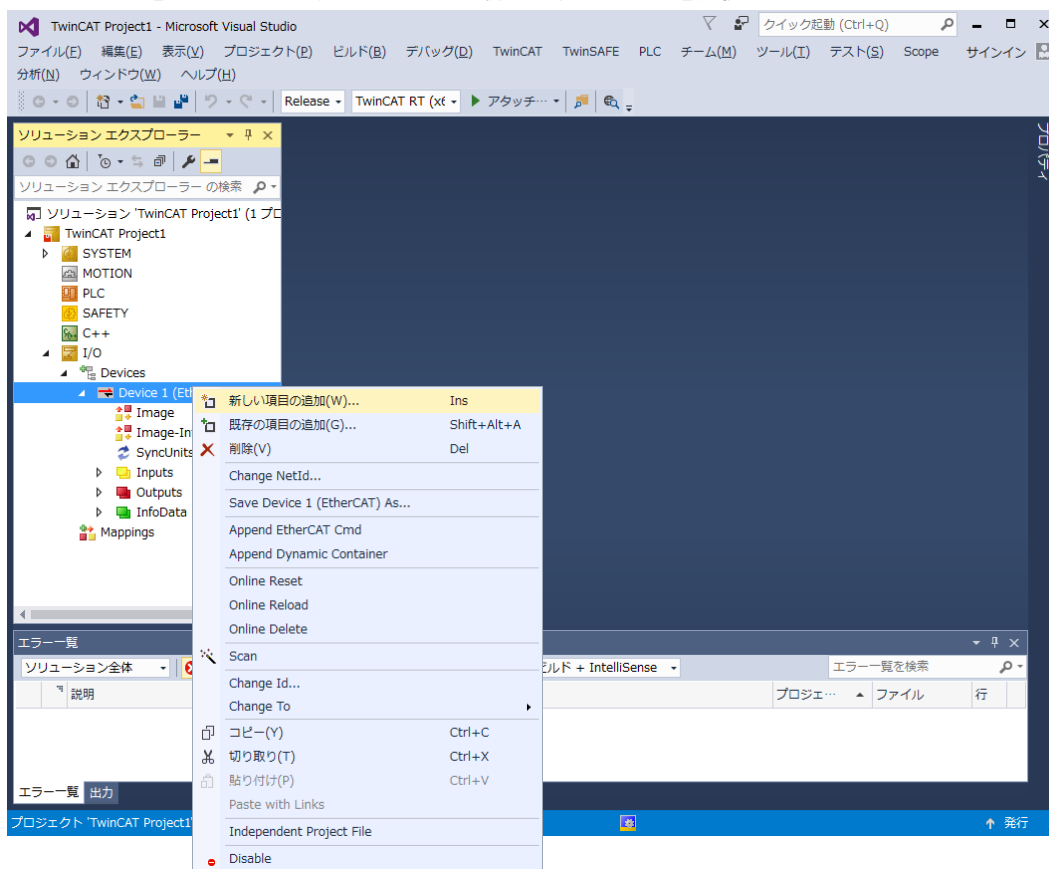 TwinCAT Project1 - Microsoft Visual Studio
クイック起動 (Ctrl+Q)
ファイル(F) 編集(E) 表示(V) プロジェクト(P) ビルド(B) デバッグ(D) TwinCAT TwinSAFE PLC チーム(M) ツール(T) テスト(S) Scope サインイン
分析(N) ウィンドウ(W) ヘルプ(H)
Release TwinCAT RT (x6 アタッチ…
ソリューション エクスプローラー
プロパティ
ソリューション エクスプローラー の検索
ソリューション 'TwinCAT Project1' (1 プロ
TwinCAT Project1
SYSTEM
MOTION
PLC
SAFETY
C++
I/O
Devices
Device 1 (Eth
Image
Image-In
SyncUnits
Inputs
Outputs
InfoData
Mappings
新しい項目の追加(W)... Ins
既存の項目の追加(G)... Shift+Alt+A
削除(V) Del
Change NetId...
Save Device 1 (EtherCAT) As...
Append EtherCAT Cmd
Append Dynamic Container
Online Reset
Online Reload
Online Delete
Scan
Change Id...
Change To
コピー(Y) Ctrl+C
切り取り(T) Ctrl+X
貼り付け(P) Ctrl+V
Paste with Links
Independent Project File
Disable
エラー一覧
ソリューション全体 ビルド + IntelliSense エラー一覧を検索
説明 プロジェ… ファイル 行
エラー一覧 出力
プロジェクト 'TwinCAT Project1' 発行